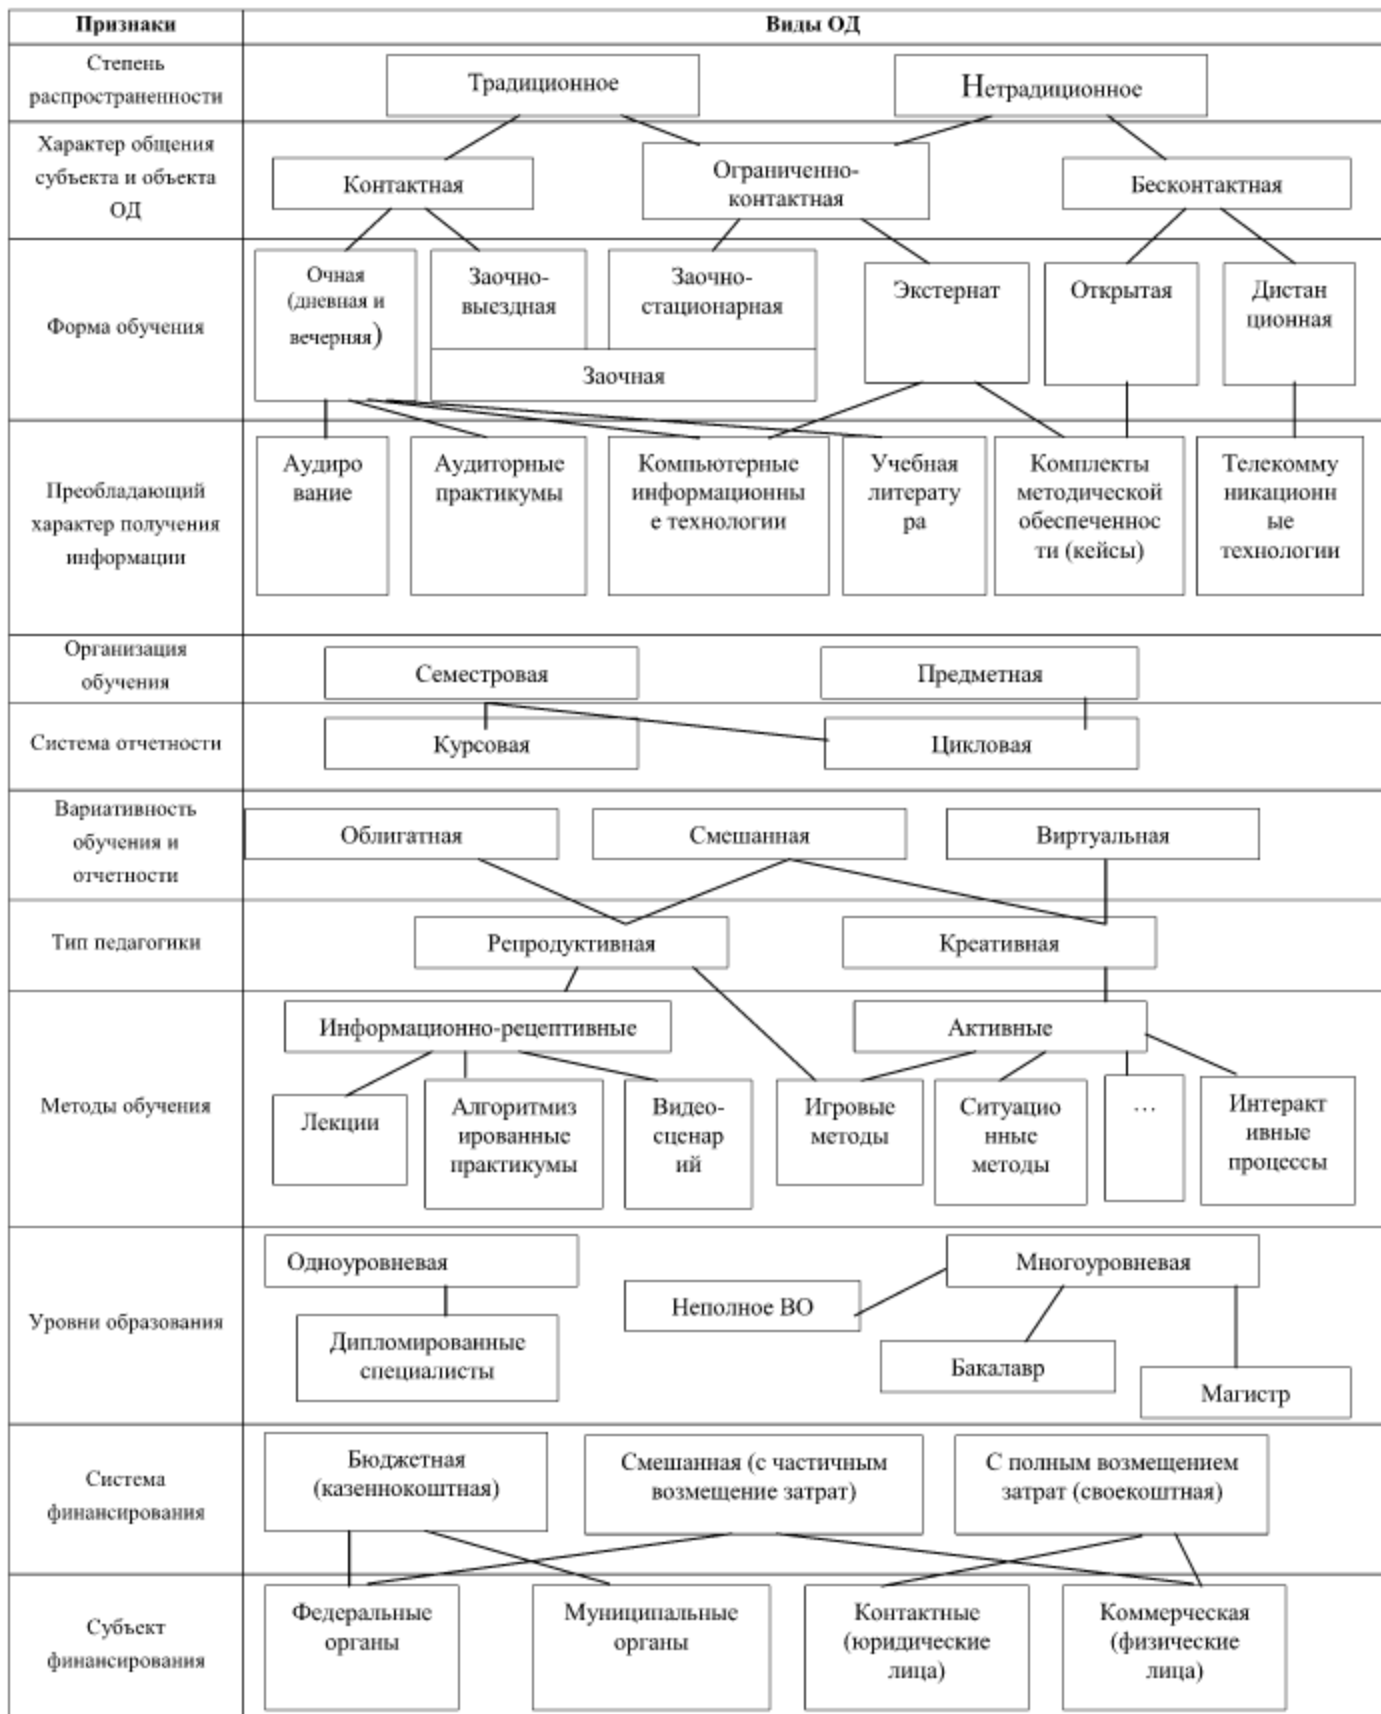 Признаки
Виды ОД
Степень
распространенности
Традиционное
Нетрадиционное
Характер общения
субъекта и объекта
ОД
Контактная
Ограниченно-
контактная
Бесконтактная
Форма обучения
Очная
(дневная и
вечерняя)
Заочно-
выездная
Заочно-
стационарная
Заочная
Экстернат
Открытая
Дистан
ционная
Преобладающий
характер получения
информации
Аудиро
вание
Аудиторные
практикумы
Компьютерные
информационны
е технологии
Учебная
литерату
ра
Комплекты
методической
обеспеченнос
ти (кейсы)
Телекомму
никационн
ые
технологии
Организация
обучения
Семестровая
Предметная
Система отчетности
Курсовая
Цикловая
Вариативность
обучения и
отчетности
Облигатная
Смешанная
Виртуальная
Тип педагогики
Репродуктивная
Креативная
Методы обучения
Информационно-рецептивные
Активные
Лекции
Алгоритмиз
ированные
практикумы
Видео-
сценар
ий
Игровые
методы
Ситуацио
нные
методы
...
Интеракт
ивные
процессы
Уровни образования
Одноуровневая
Многоуровневая
Неполное ВО
Дипломированные
специалисты
Бакалавр
Магистр
Система
финансирования
Бюджетная
(казеннокоштная)
Смешанная (с частичным
возмещение затрат)
С полным возмещением
затрат (своекоштная)
Субъект
финансирования
Федеральные
органы
Муниципальные
органы
Контактные
(юридические
лица)
Коммерческая
(физические
лица)